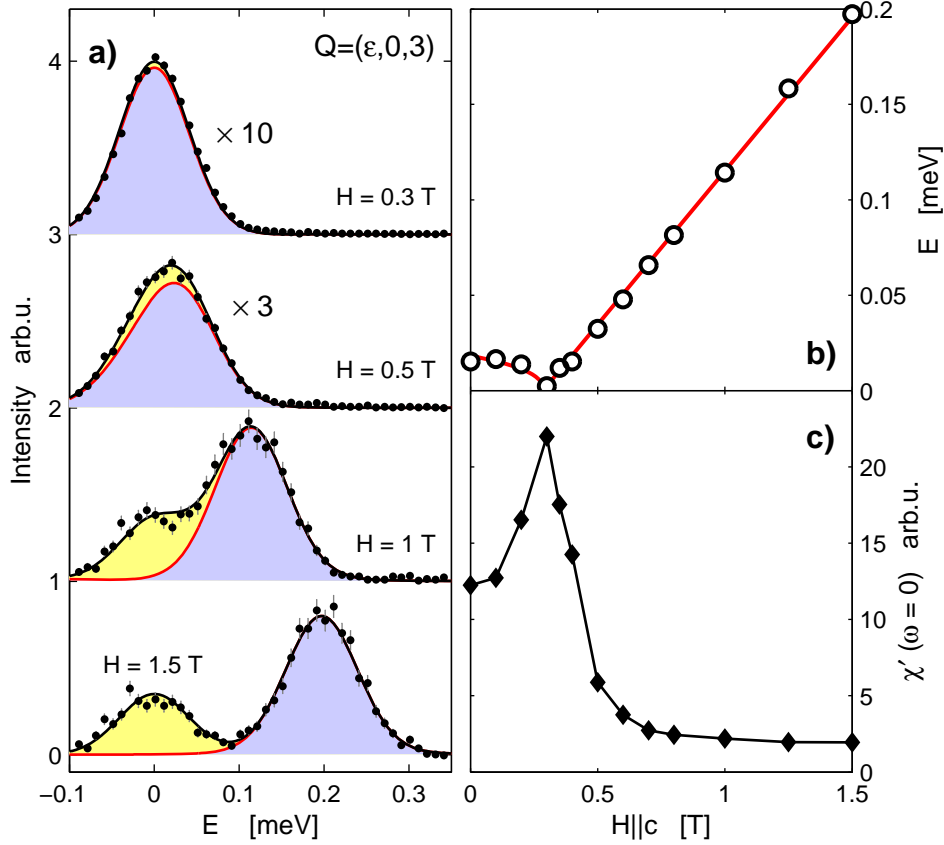 a)
Q=(ε,0,3)
× 10
H = 0.3 T
× 3
H = 0.5 T
H = 1 T
H = 1.5 T
4
3
2
1
0
Intensity arb.u.
−0.1 0 0.1 0.2 0.3
E [meV]
b)
0.2
0.15
0.1
0.05
0
E [meV]
c)
20
15
10
5
0
χ′ (ω = 0) arb.u.
0 0.5 1 1.5
H||c [T]